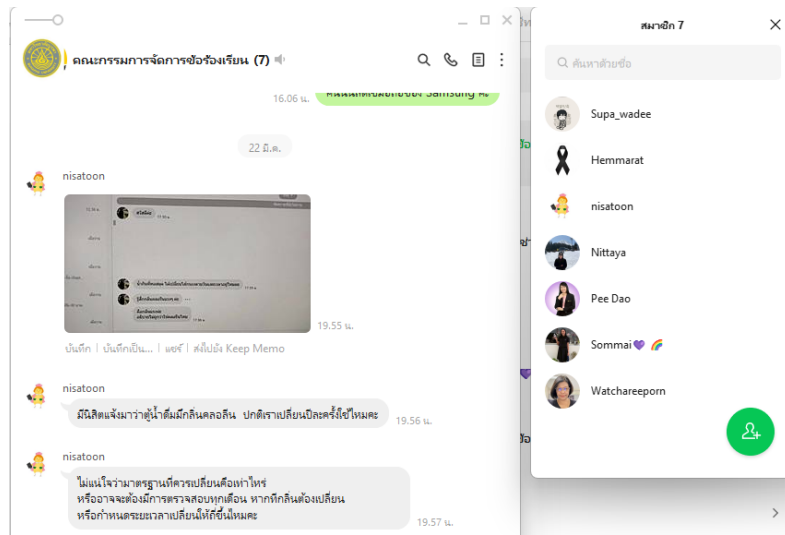 คณะกรรมการจัดการข้อร้องเรียน (7)
16.06 น.
22 มี.ค.
nisatoon
19.55 น.
บันทึก | บันทึกเป็น... | แชร์ | ส่งไปยัง Keep Memo
nisatoon
มีนิสิตแจ้งมาว่าตู้น้ำดื่มมีกลิ่นคลอลีน ปกติเราเปลี่ยนปีละครั้งใช่ไหมคะ
19.56 น.
nisatoon
ไม่แน่ใจว่ามาตรฐานที่ควรเปลี่ยนคือเท่าไหร่
หรืออาจจะต้องมีการตรวจสอบทุกเดือน หากทีกลิ่นต้องเปลี่ยน
หรือกำหนดระยะเวลาเปลี่ยนให้ถี่ขึ้นไหมคะ
19.57 น.
สมาชิก 7
ค้นหาด้วยชื่อ
Supa_wadee
Hemmarat
nisatoon
Nittaya
Pee Dao
Sommai
Watchareeporn